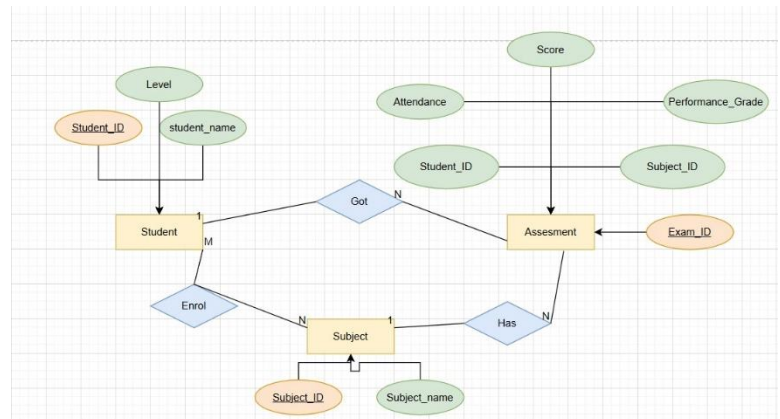 Score
Level
Attendance
Performance_Grade
Student_ID
student_name
Student_ID
Subject_ID
Got
N
1
Student
Assesment
Exam_ID
M
Enrol
N
Subject
1
Has
N
Subject_ID
Subject_name